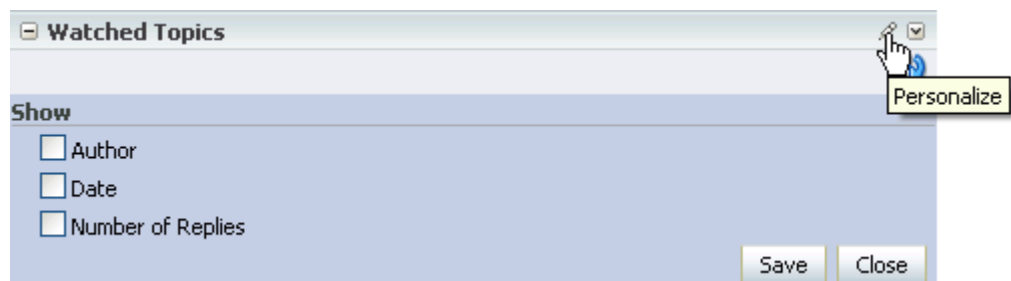 Watched Topics
Personalize
Show
Author
Date
Number of Replies
Save Close